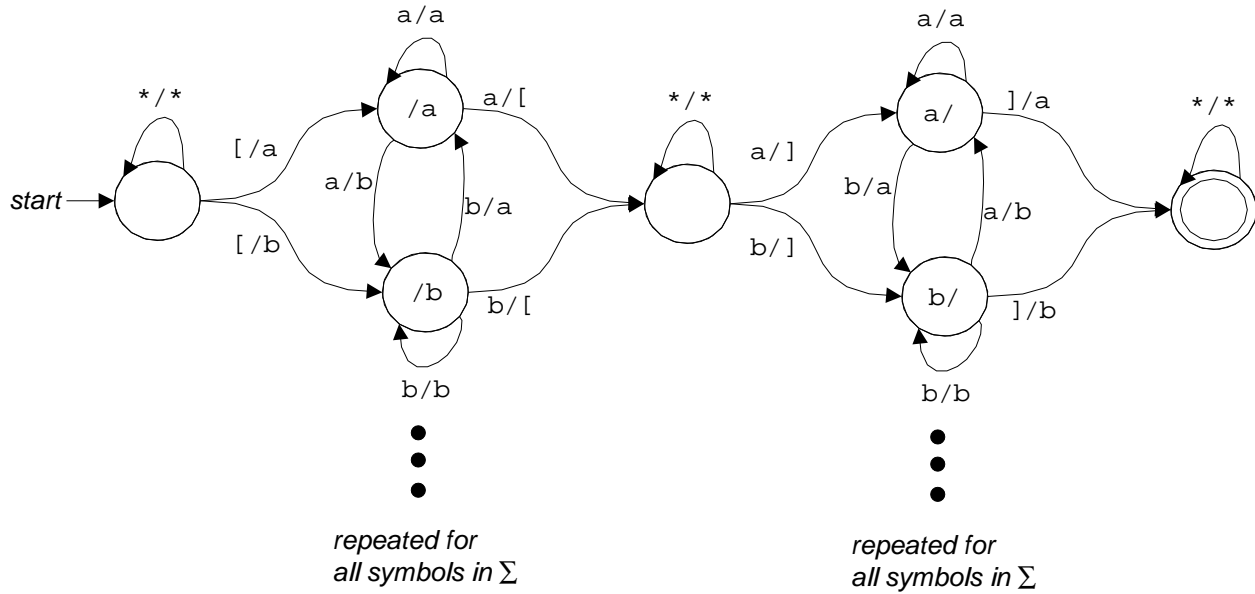 a/a
a/a
*/*
/a
a/[
*/*
a/
]/a
*/*
[/a
a/]
start
a/b
b/a
b/a
a/b
[/b
b/]
/b
b/[
b/
]/b
b/b
b/b
repeated for
all symbols in Σ
repeated for
all symbols in Σ